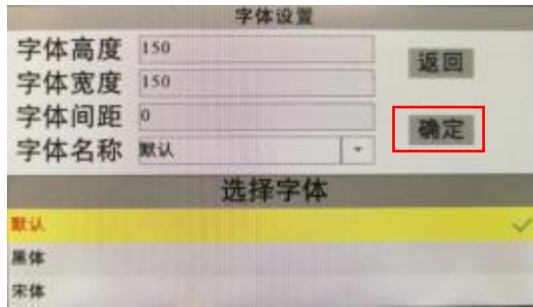 字体设置
字体高度 150
返回
字体宽度 150
字体间距 0
确定
字体名称 默认
选择字体
默认
黑体
宋体